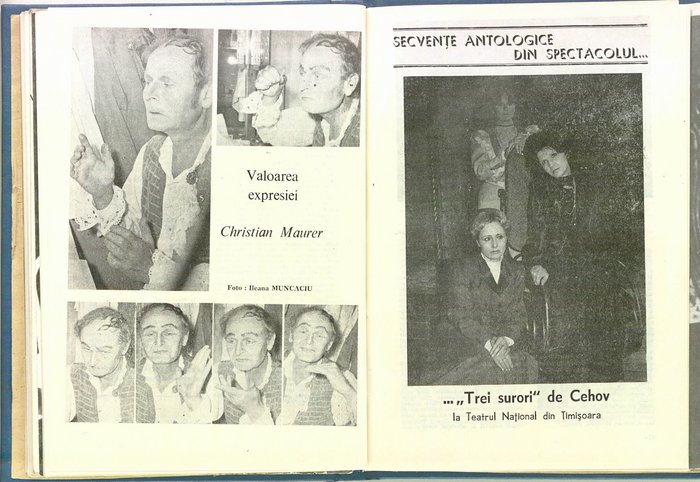 Valoarea
expresiei
Christian Maurer
Foto : Ileana MUNCACIU
SECVENȚE ANTOLOGICE
DIN SPECTACOLUL...
...„Trei surori“ de Cehov
la Teatrul Național din Timișoara